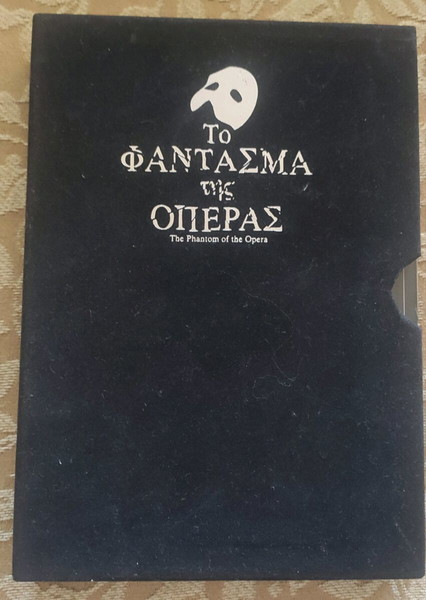 Το
ΦΑΝΤΑΣΜΑ
της
ΟΠΕΡΑΣ
The Phantom of the Opera